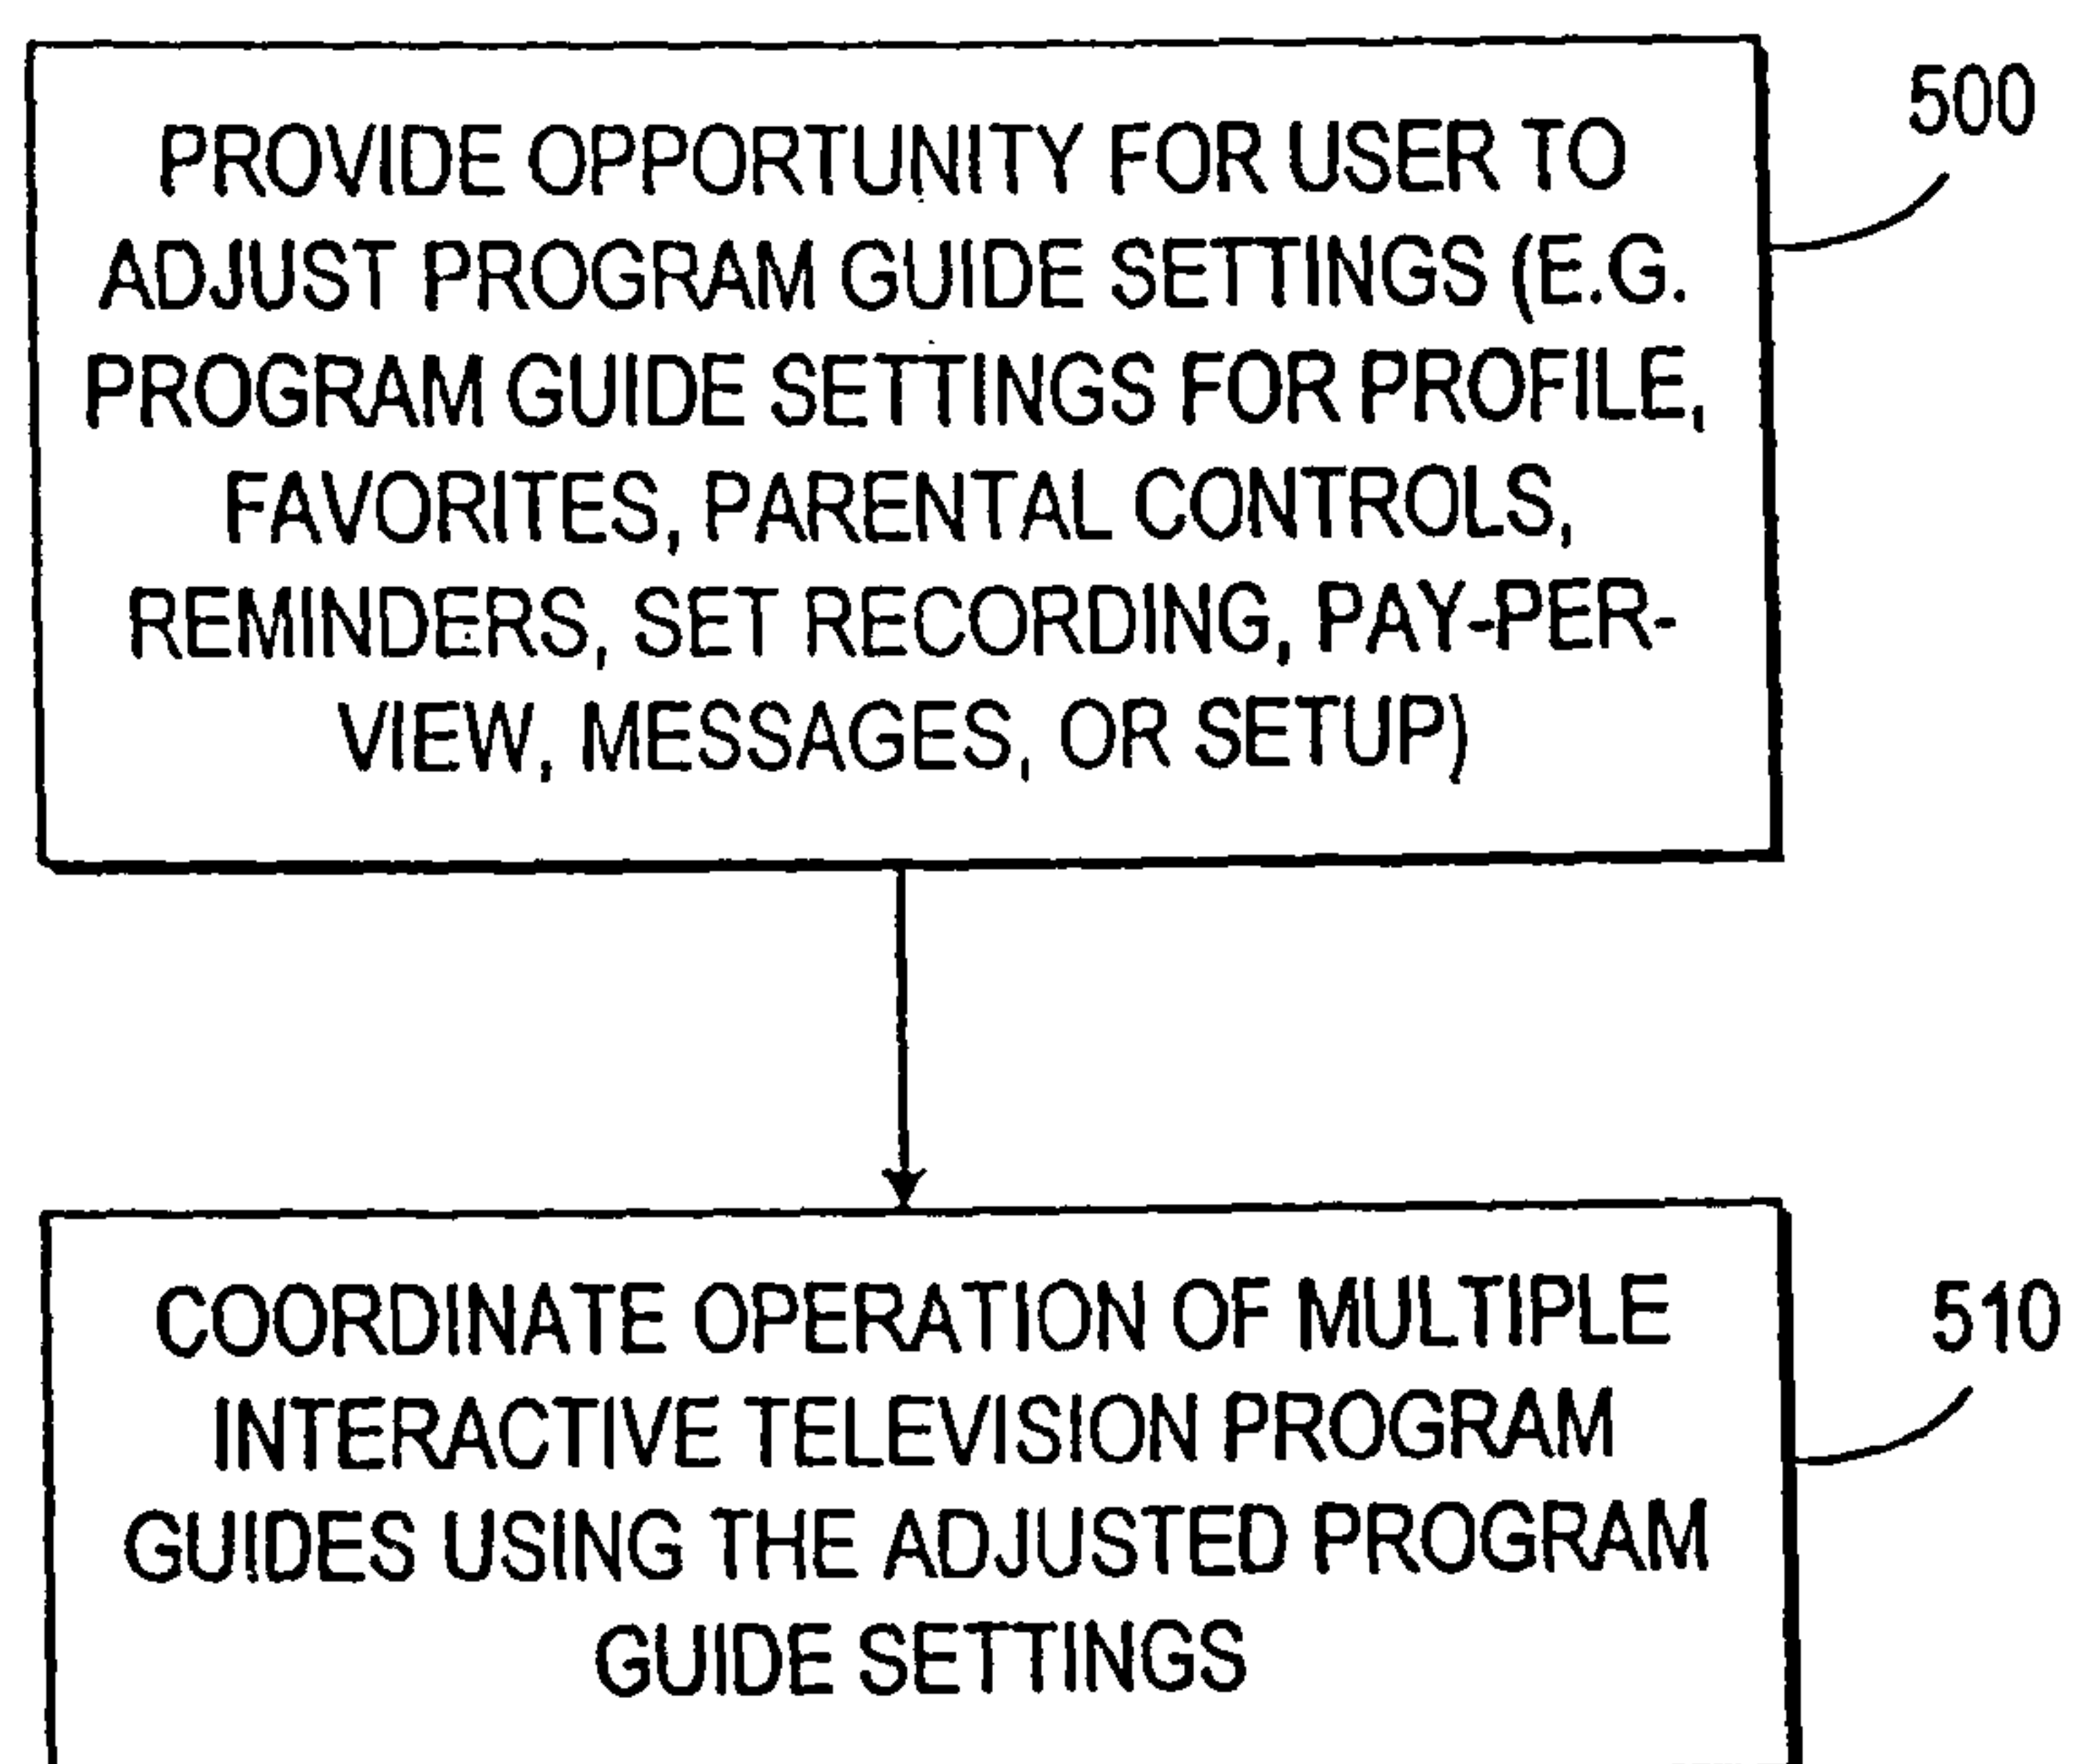 500
PROVIDE OPPORTUNITY FOR USER TO
ADJUST PROGRAM GUIDE SETTINGS (E.G.
PROGRAM GUIDE SETTINGS FOR PROFILE,
FAVORITES, PARENTAL CONTROLS,
REMINDERS, SET RECORDING, PAY-PER-
VIEW, MESSAGES, OR SETUP)
510
COORDINATE OPERATION OF MULTIPLE
INTERACTIVE TELEVISION PROGRAM
GUIDES USING THE ADJUSTED PROGRAM
GUIDE SETTINGS